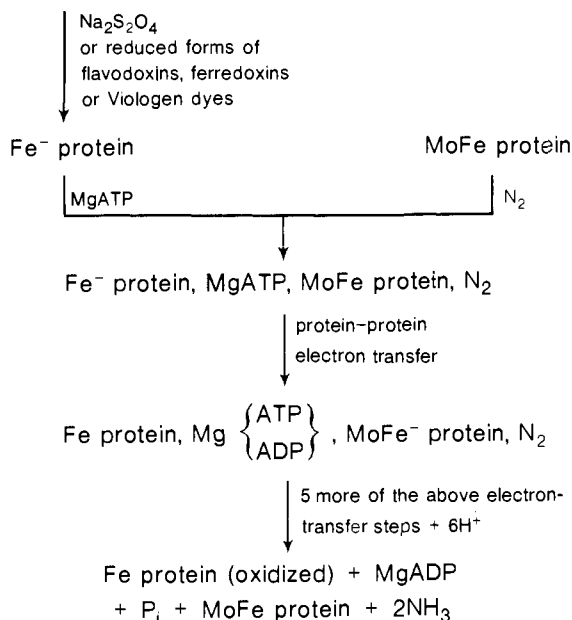 Na₂S₂O₄
or reduced forms of
flavodoxins, ferredoxins
or Viologen dyes
Fe⁻ protein
MoFe protein
MgATP
N₂
Fe⁻ protein, MgATP, MoFe protein, N₂
protein–protein
electron transfer
Fe protein, Mg {ATP ADP} , MoFe⁻ protein, N₂
5 more of the above electron-
transfer steps + 6H⁺
Fe protein (oxidized) + MgADP
+ Pᵢ + MoFe protein + 2NH₃